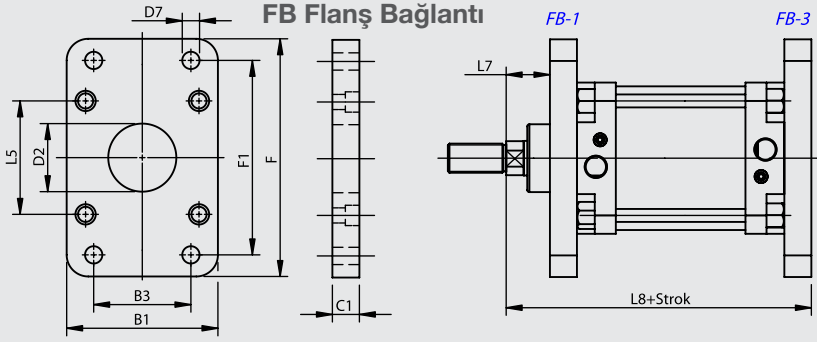 FB Flanş Bağlantı
D7
FB-1
FB-3
L7
L5
D2
F1
F
B3
B1
C1
L8+Strok